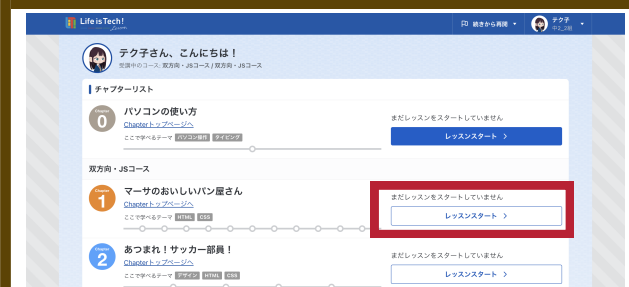 Life is Tech!
Lesson
続きから再開
テク子
中2_2組
テク子さん、こんにちは！
受講中のコース: 双方向・JSコース / 双方向・JSコース
チャプターリスト
Chapter
0
パソコンの使い方
Chapterトップページへ
ここで学べるテーマ パソコン操作 タイピング
まだレッスンをスタートしていません
レッスンスタート
双方向・JSコース
Chapter
1
マーサのおいしいパン屋さん
Chapterトップページへ
ここで学べるテーマ HTML CSS
まだレッスンをスタートしていません
レッスンスタート
Chapter
2
あつまれ！サッカー部員！
Chapterトップページへ
ここで学べるテーマ デザイン HTML CSS
まだレッスンをスタートしていません
レッスンスタート